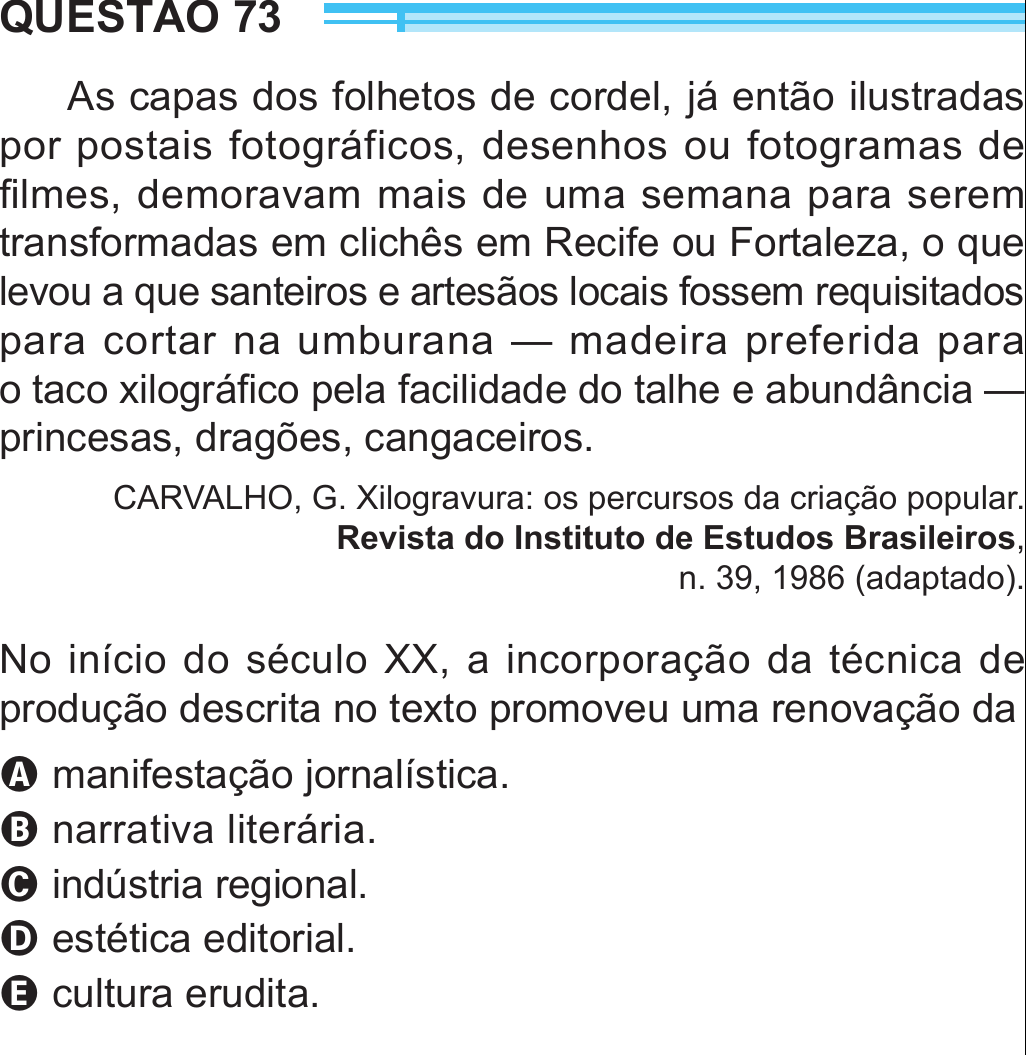 QUESTÃO 73
As capas dos folhetos de cordel, já então ilustradas
por postais fotográficos, desenhos ou fotogramas de
filmes, demoravam mais de uma semana para serem
transformadas em clichês em Recife ou Fortaleza, o que
levou a que santeiros e artesãos locais fossem requisitados
para cortar na umburana — madeira preferida para
o taco xilográfico pela facilidade do talhe e abundância —
princesas, dragões, cangaceiros.
CARVALHO, G. Xilogravura: os percursos da criação popular.
Revista do Instituto de Estudos Brasileiros,
n. 39, 1986 (adaptado).
No início do século XX, a incorporação da técnica de
produção descrita no texto promoveu uma renovação da
A manifestação jornalística.
B narrativa literária.
C indústria regional.
D estética editorial.
E cultura erudita.